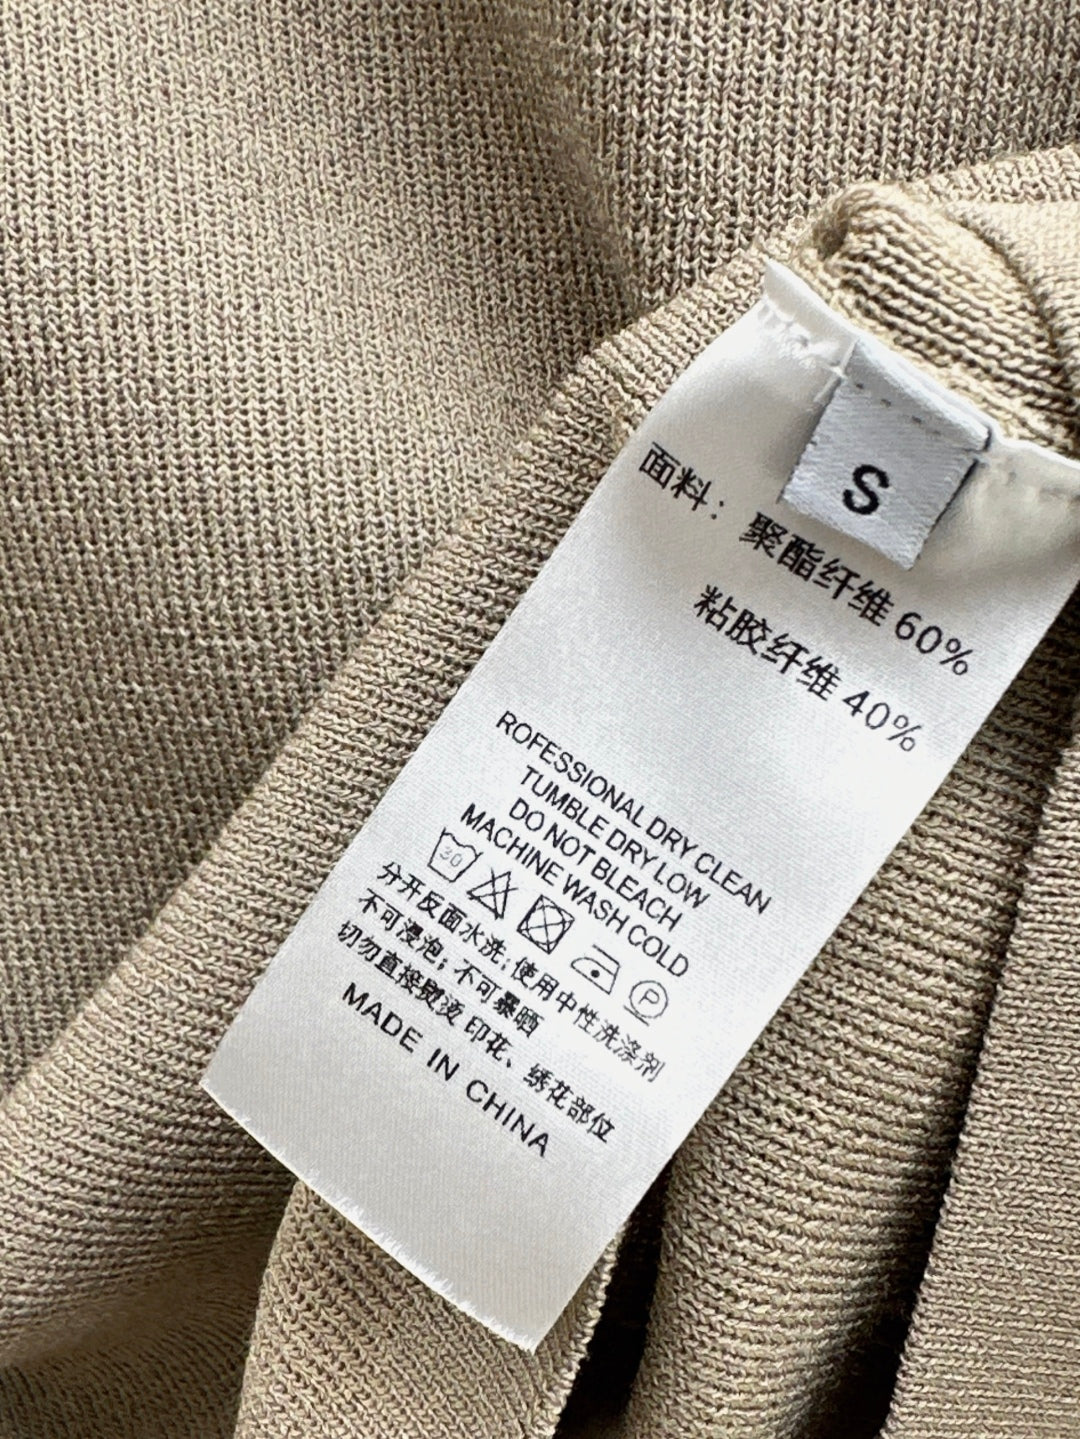 S
面料：聚酯纤维 60%
粘胶纤维 40%
ROFESSIONAL DRY CLEAN
TUMBLE DRY LOW
DO NOT BLEACH
MACHINE WASH COLD
30
P
分开反面水洗;使用中性洗涤剂
不可浸泡；不可暴晒
切勿直接熨烫 印花、绣花部位
MADE IN CHINA